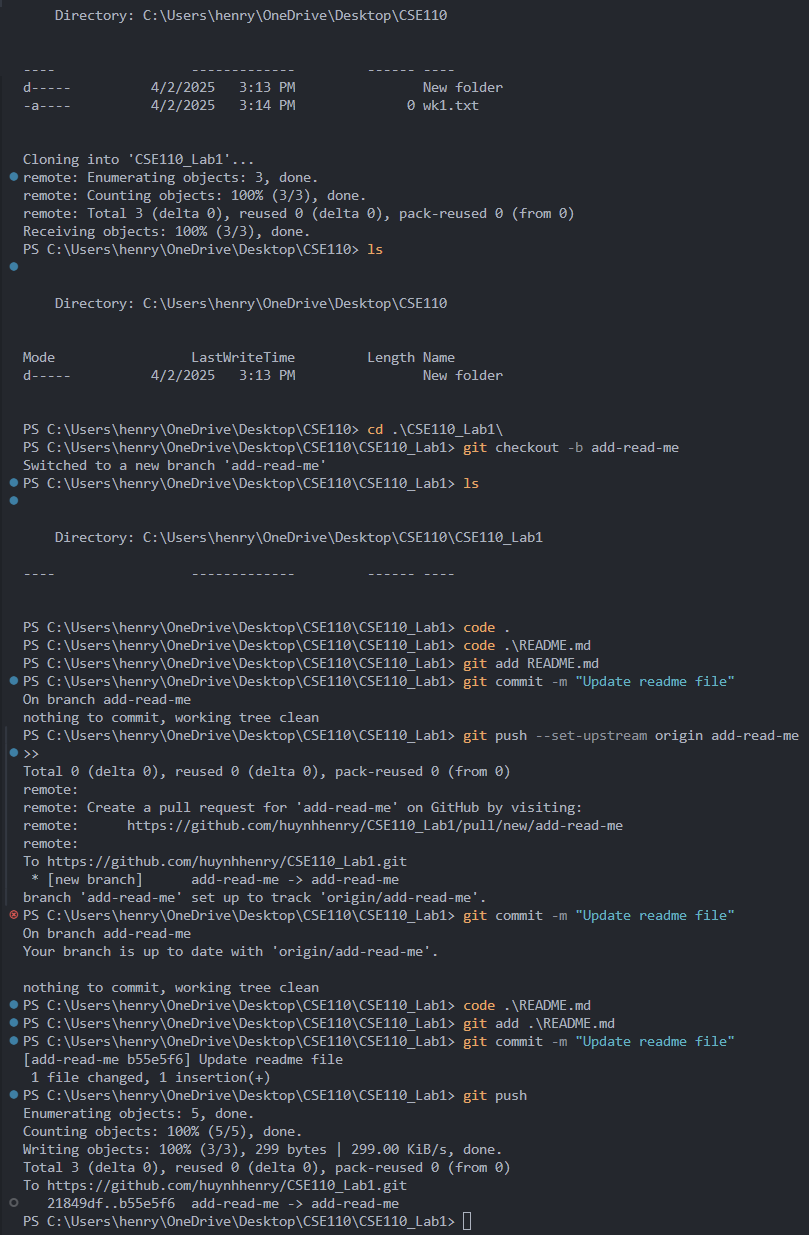 Directory: C:\Users\henry\OneDrive\Desktop\CSE110
---- ------------- ------ ----
d----- 4/2/2025 3:13 PM New folder
-a---- 4/2/2025 3:14 PM 0 wk1.txt
Cloning into 'CSE110_Lab1'...
remote: Enumerating objects: 3, done.
remote: Counting objects: 100% (3/3), done.
remote: Total 3 (delta 0), reused 0 (delta 0), pack-reused 0 (from 0)
Receiving objects: 100% (3/3), done.
PS C:\Users\henry\OneDrive\Desktop\CSE110> ls
Directory: C:\Users\henry\OneDrive\Desktop\CSE110
Mode LastWriteTime Length Name
d----- 4/2/2025 3:13 PM New folder
PS C:\Users\henry\OneDrive\Desktop\CSE110> cd .\CSE110_Lab1\
PS C:\Users\henry\OneDrive\Desktop\CSE110\CSE110_Lab1> git checkout -b add-read-me
Switched to a new branch 'add-read-me'
PS C:\Users\henry\OneDrive\Desktop\CSE110\CSE110_Lab1> ls
Directory: C:\Users\henry\OneDrive\Desktop\CSE110\CSE110_Lab1
---- ------------- ------ ----
PS C:\Users\henry\OneDrive\Desktop\CSE110\CSE110_Lab1> code .
PS C:\Users\henry\OneDrive\Desktop\CSE110\CSE110_Lab1> code .\README.md
PS C:\Users\henry\OneDrive\Desktop\CSE110\CSE110_Lab1> git add README.md
PS C:\Users\henry\OneDrive\Desktop\CSE110\CSE110_Lab1> git commit -m "Update readme file"
On branch add-read-me
nothing to commit, working tree clean
PS C:\Users\henry\OneDrive\Desktop\CSE110\CSE110_Lab1> git push --set-upstream origin add-read-me
>>
Total 0 (delta 0), reused 0 (delta 0), pack-reused 0 (from 0)
remote:
remote: Create a pull request for 'add-read-me' on GitHub by visiting:
remote: https://github.com/huynhhenry/CSE110_Lab1/pull/new/add-read-me
remote:
To https://github.com/huynhhenry/CSE110_Lab1.git
* [new branch] add-read-me -> add-read-me
branch 'add-read-me' set up to track 'origin/add-read-me'.
PS C:\Users\henry\OneDrive\Desktop\CSE110\CSE110_Lab1> git commit -m "Update readme file"
On branch add-read-me
Your branch is up to date with 'origin/add-read-me'.
nothing to commit, working tree clean
PS C:\Users\henry\OneDrive\Desktop\CSE110\CSE110_Lab1> code .\README.md
PS C:\Users\henry\OneDrive\Desktop\CSE110\CSE110_Lab1> git add .\README.md
PS C:\Users\henry\OneDrive\Desktop\CSE110\CSE110_Lab1> git commit -m "Update readme file"
[add-read-me b55e5f6] Update readme file
1 file changed, 1 insertion(+)
PS C:\Users\henry\OneDrive\Desktop\CSE110\CSE110_Lab1> git push
Enumerating objects: 5, done.
Counting objects: 100% (5/5), done.
Writing objects: 100% (3/3), 299 bytes | 299.00 KiB/s, done.
Total 3 (delta 0), reused 0 (delta 0), pack-reused 0 (from 0)
To https://github.com/huynhhenry/CSE110_Lab1.git
21849df..b55e5f6 add-read-me -> add-read-me
PS C:\Users\henry\OneDrive\Desktop\CSE110\CSE110_Lab1>